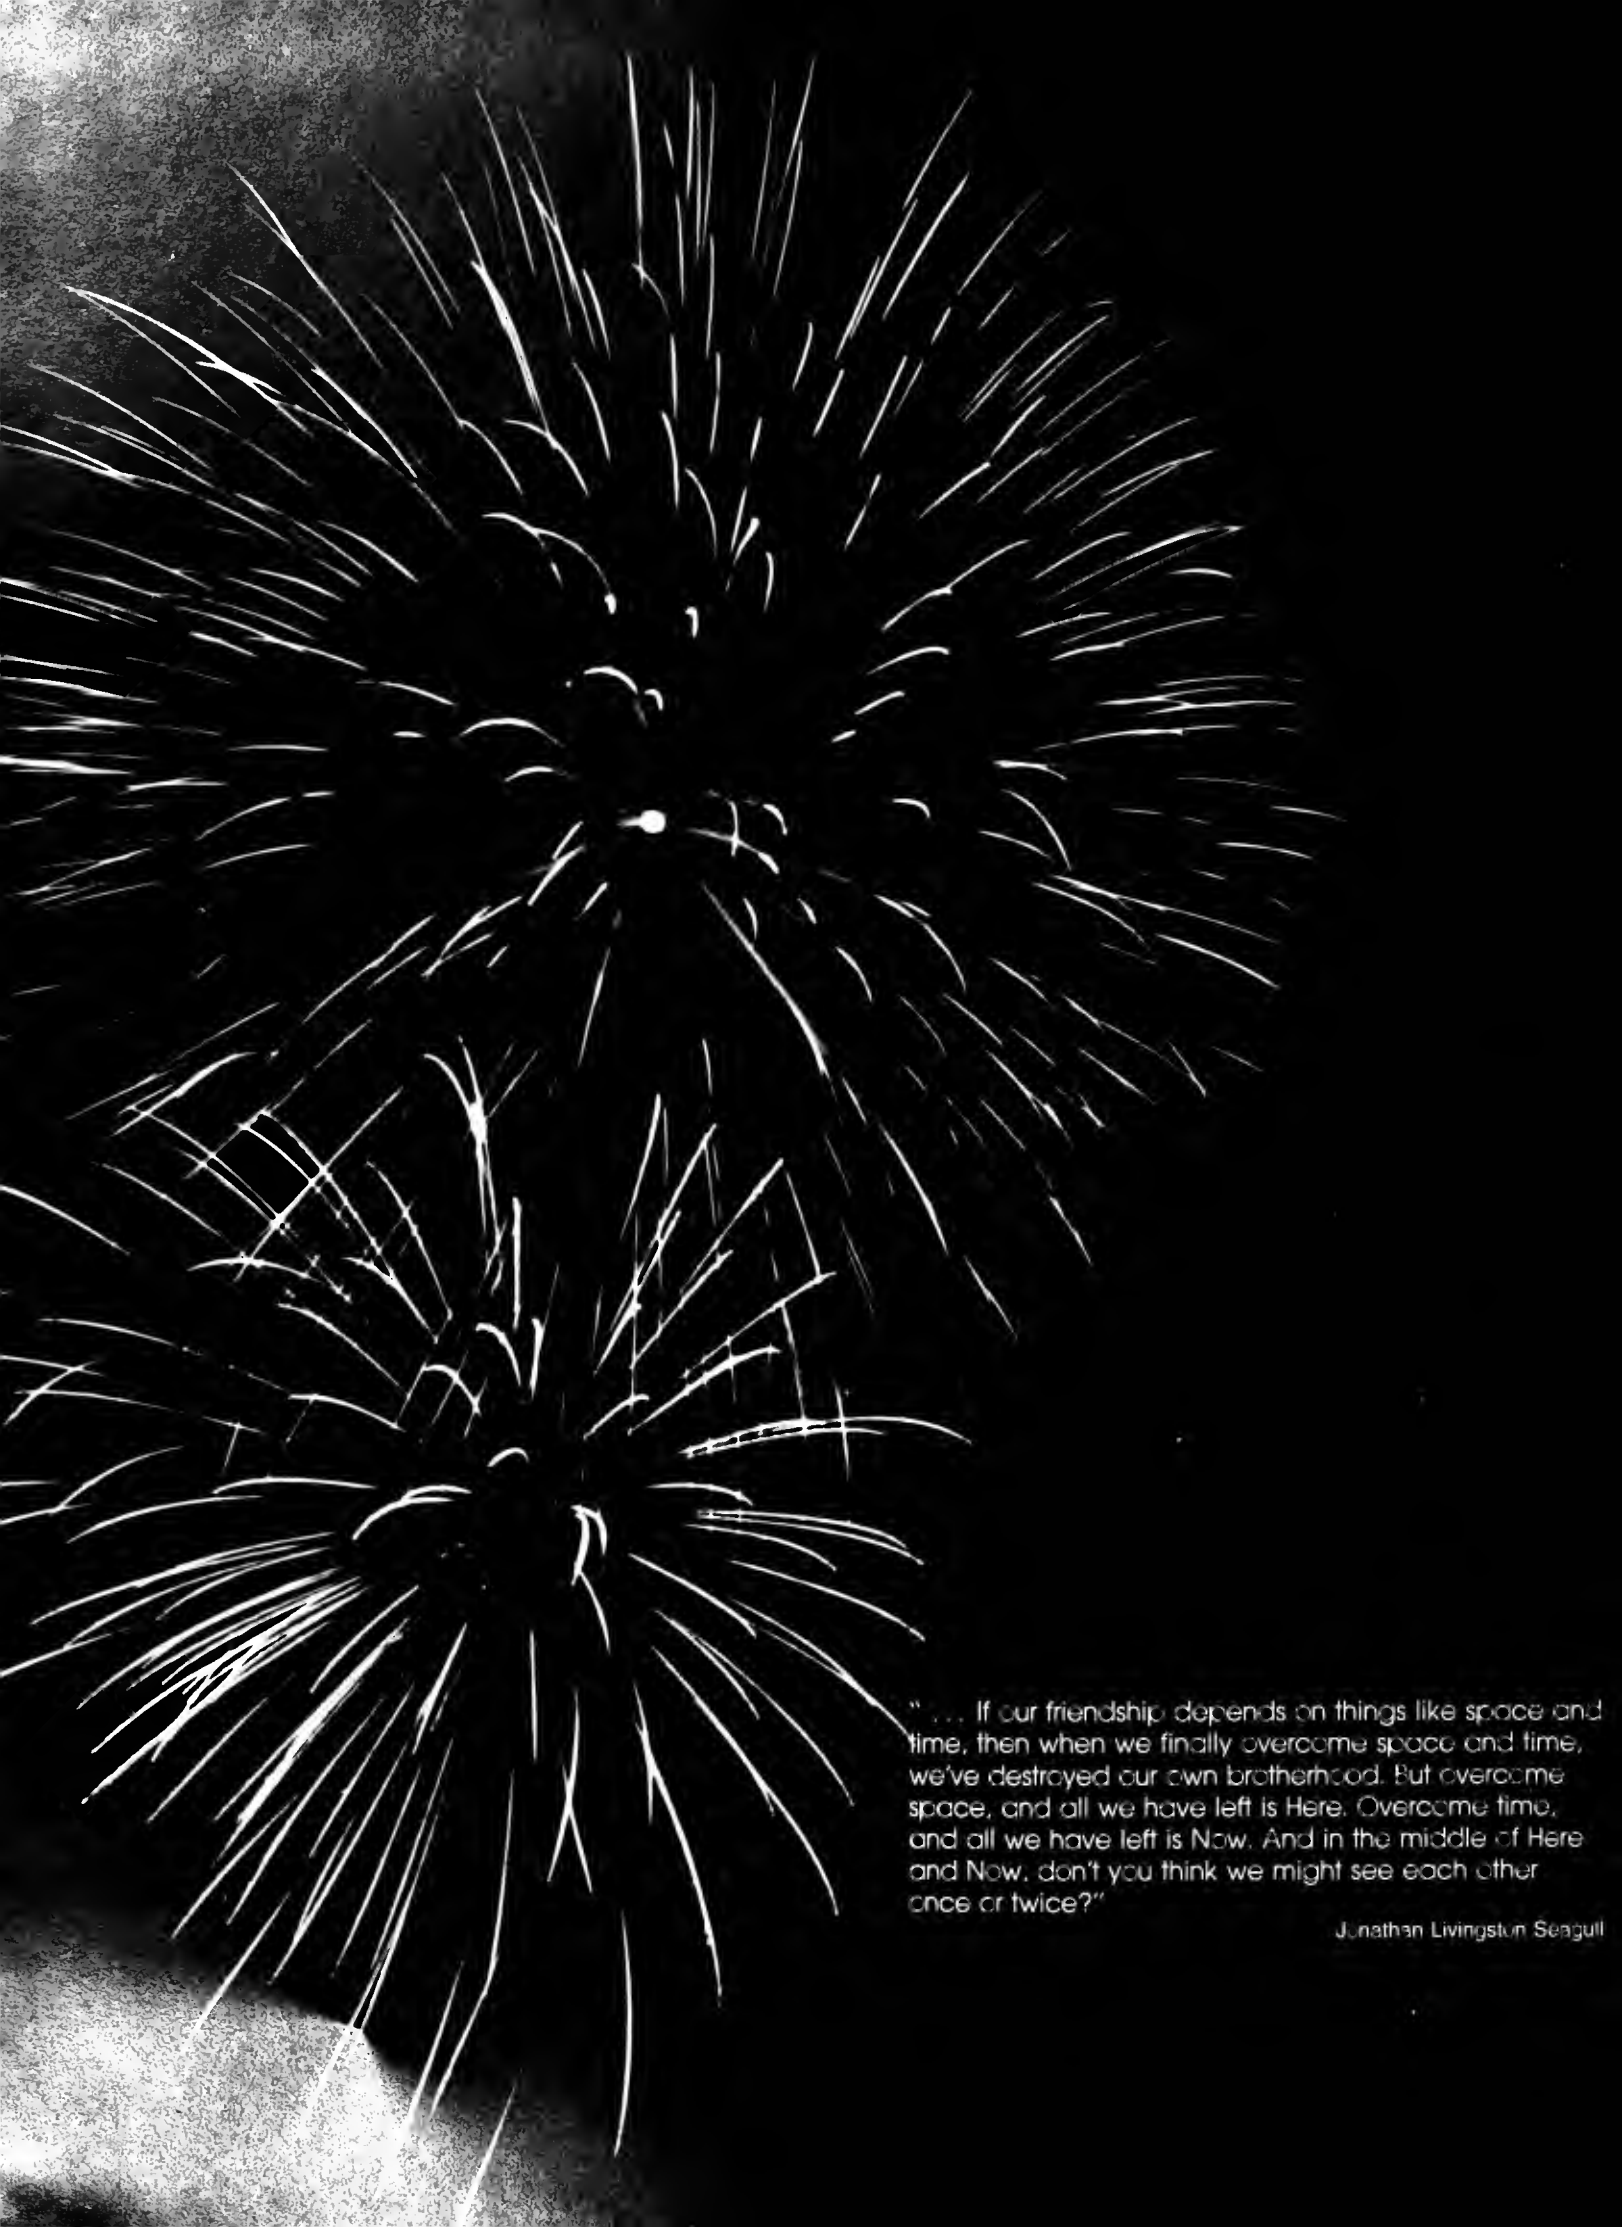 " ... If our friendship depends on things like space and
time, then when we finally overcome space and time,
we've destroyed our own brotherhood. But overcome
space, and all we have left is Here. Overcome time,
and all we have left is Now. And in the middle of Here
and Now, don't you think we might see each other
once or twice?"
Jonathan Livingston Seagull